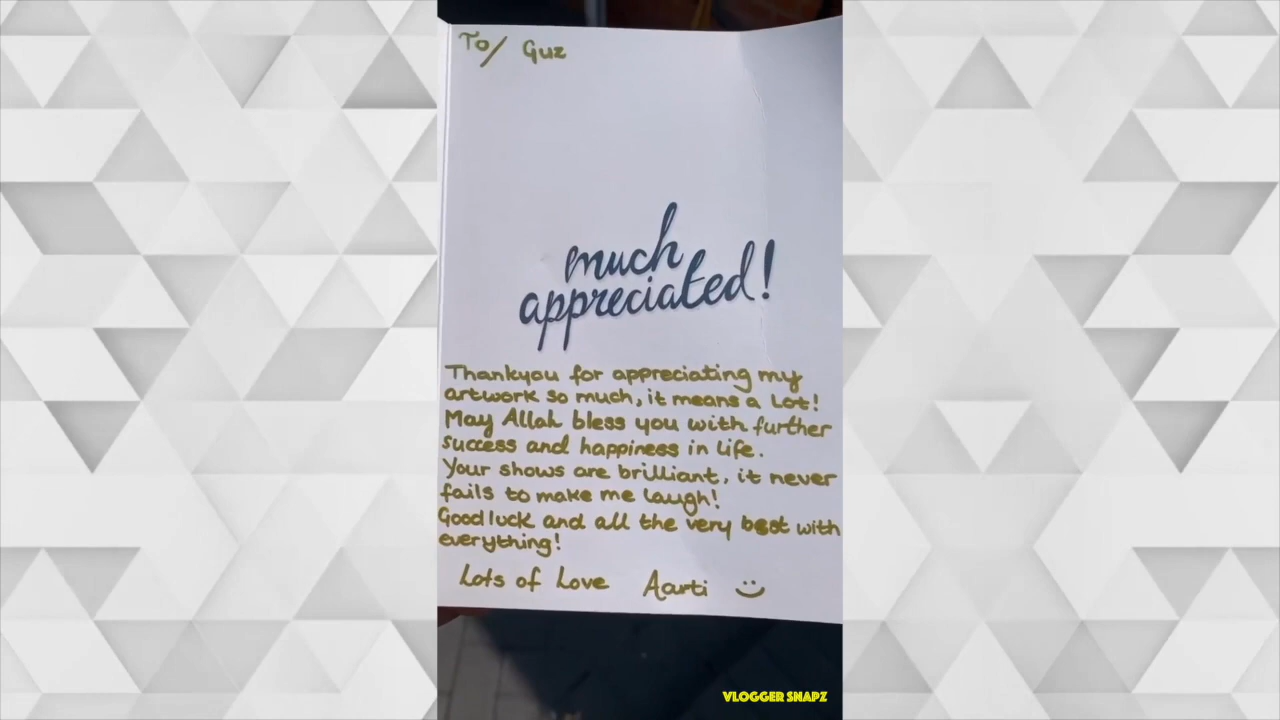 To/ Guz
much
appreciated!
Thankyou for appreciating my
artwork so much, it means a lot!
May Allah bless you with further
success and happiness in life.
Your shows are brilliant, it never
fails to make me laugh!
Good luck and all the very best with
everything!
Lots of Love Aarti
VLOGGER SNAPZ